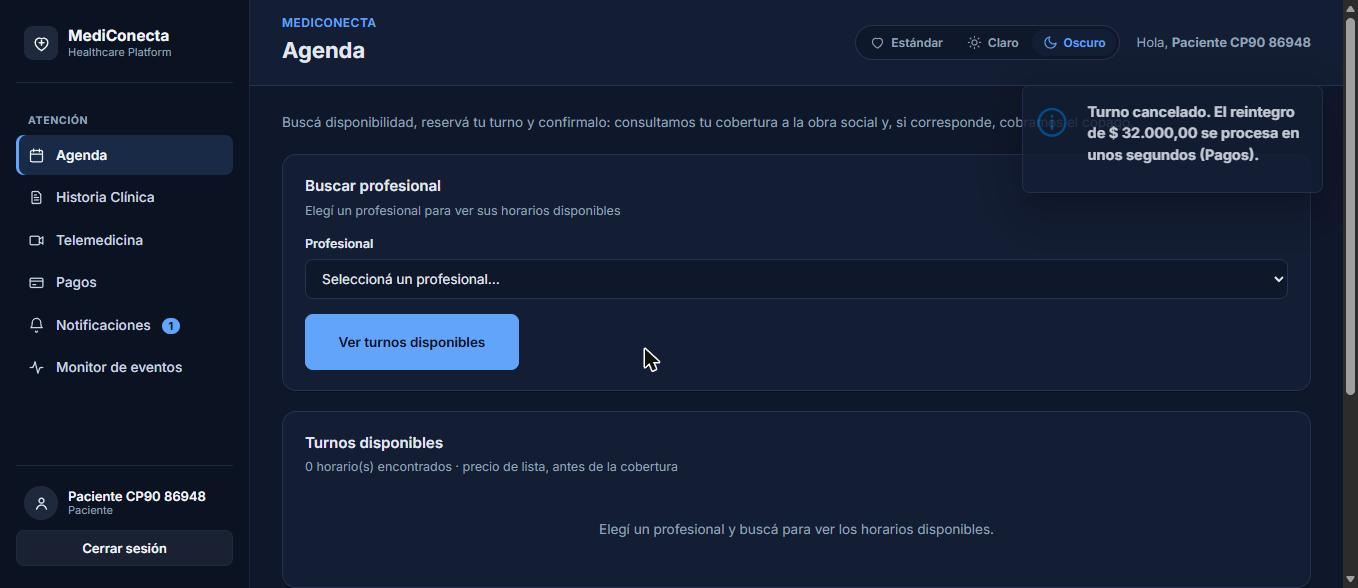 MediConecta
Healthcare Platform
ATENCIÓN
Agenda
Historia Clínica
Telemedicina
Pagos
Notificaciones 1
Monitor de eventos
Paciente CP90 86948
Paciente
Cerrar sesión
MEDICONECTA
Agenda
Estándar
Claro
Oscuro
Hola, Paciente CP90 86948
Turno cancelado. El reintegro
de $ 32.000,00 se procesa en
unos segundos (Pagos).
Buscá disponibilidad, reservá tu turno y confirmalo: consultamos tu cobertura a la obra social y, si corresponde, cobramos el copago.
Buscar profesional
Elegí un profesional para ver sus horarios disponibles
Profesional
Seleccioná un profesional...
Ver turnos disponibles
Turnos disponibles
0 horario(s) encontrados · precio de lista, antes de la cobertura
Elegí un profesional y buscá para ver los horarios disponibles.